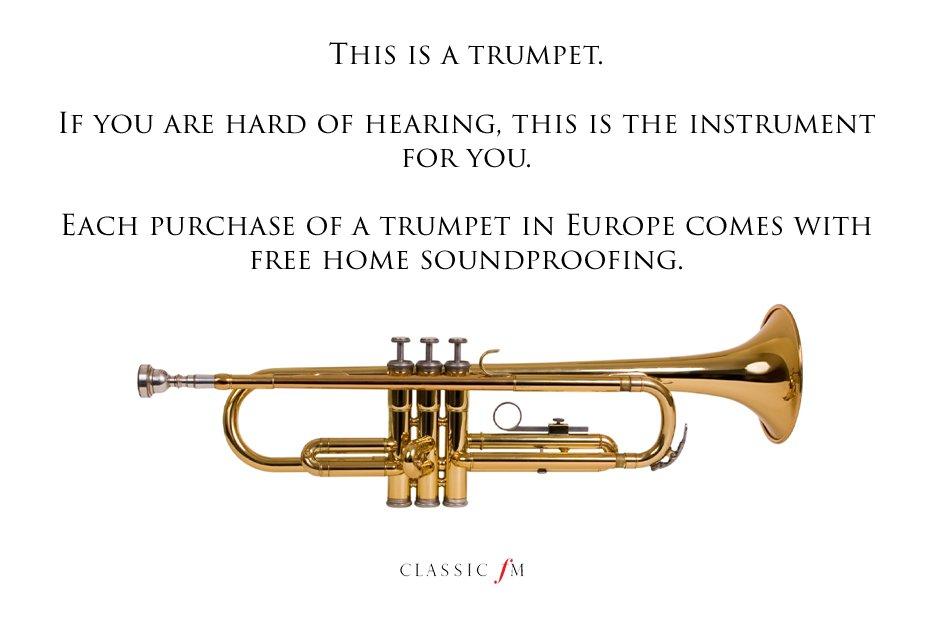 This is a trumpet.
If you are hard of hearing, this is the instrument
for you.
Each purchase of a trumpet in Europe comes with
free home soundproofing.
CLASSIC fM